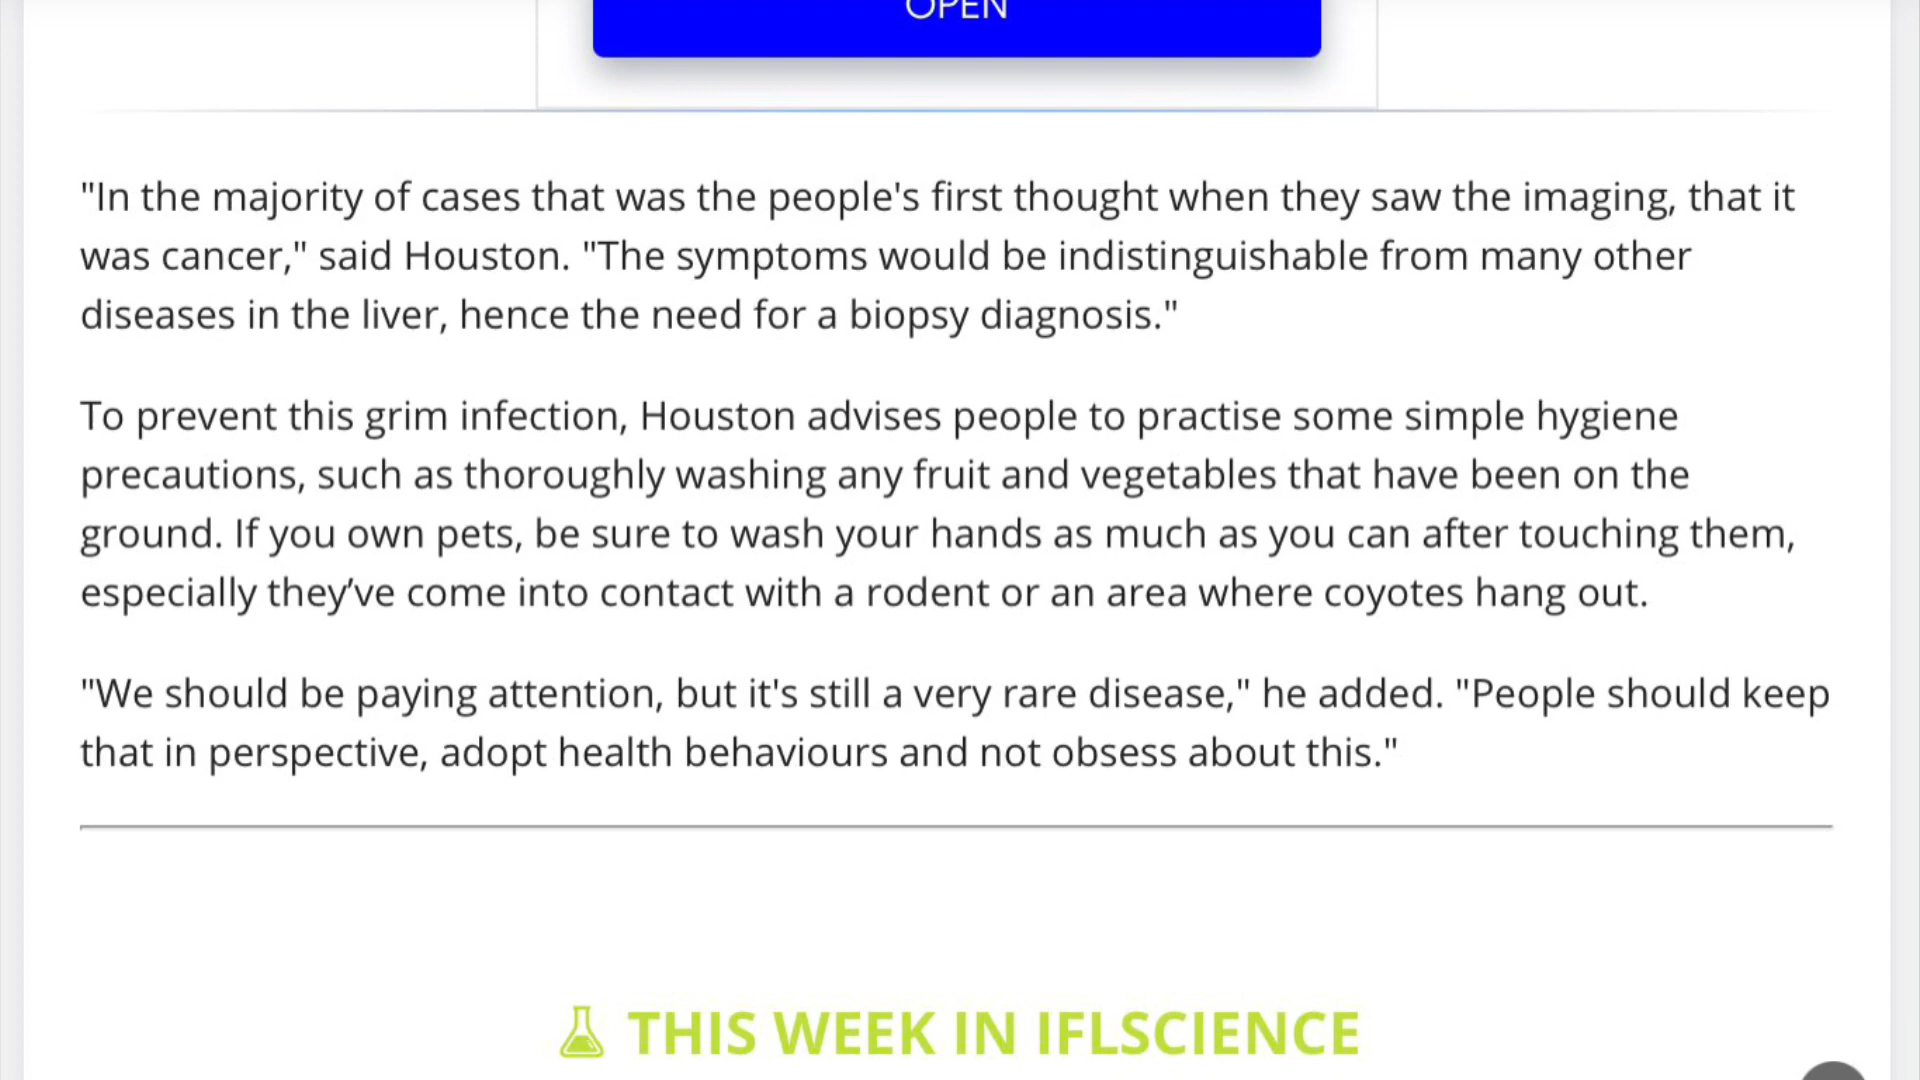 OPEN
"In the majority of cases that was the people's first thought when they saw the imaging, that it
was cancer," said Houston. "The symptoms would be indistinguishable from many other
diseases in the liver, hence the need for a biopsy diagnosis."
To prevent this grim infection, Houston advises people to practise some simple hygiene
precautions, such as thoroughly washing any fruit and vegetables that have been on the
ground. If you own pets, be sure to wash your hands as much as you can after touching them,
especially they’ve come into contact with a rodent or an area where coyotes hang out.
"We should be paying attention, but it's still a very rare disease," he added. "People should keep
that in perspective, adopt health behaviours and not obsess about this."
THIS WEEK IN IFLSCIENCE